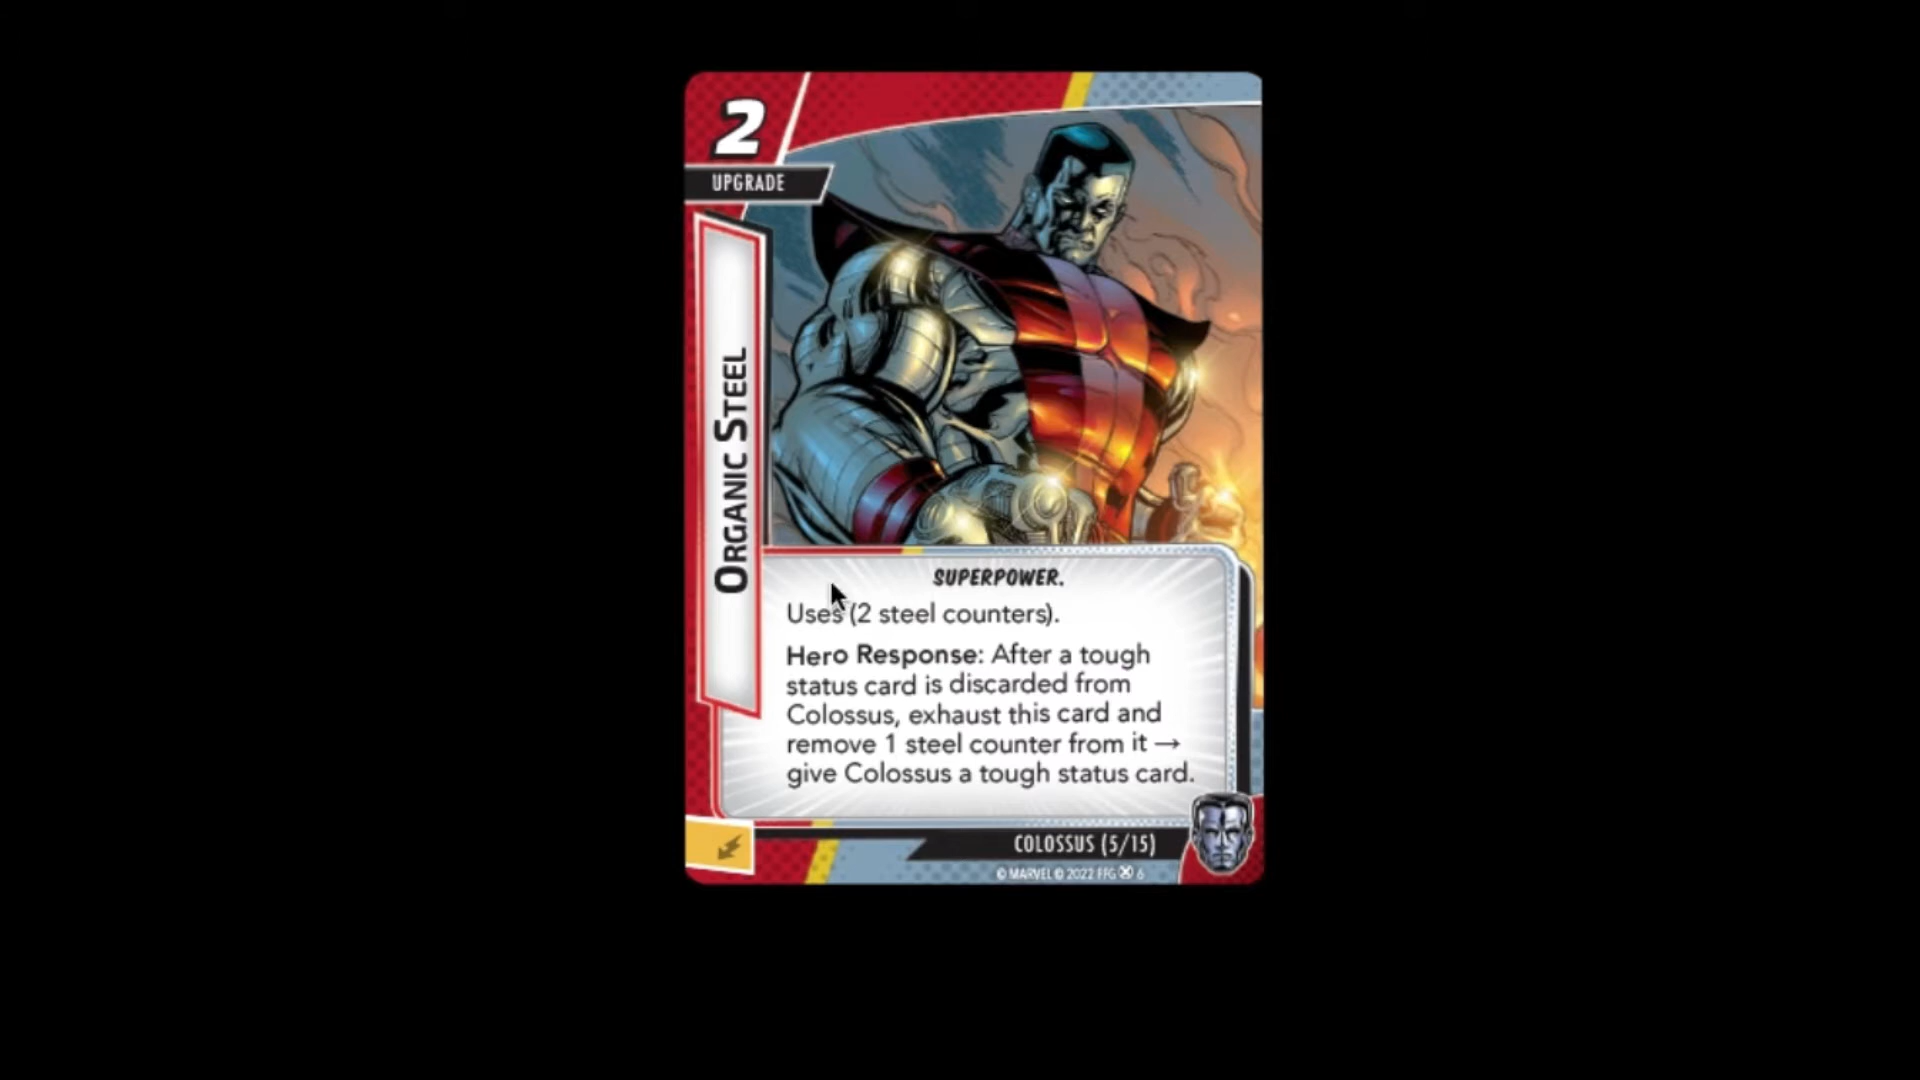 2
UPGRADE
ORGANIC STEEL
SUPERPOWER.
Uses (2 steel counters).
Hero Response: After a tough
status card is discarded from
Colossus, exhaust this card and
remove 1 steel counter from it →
give Colossus a tough status card.
COLOSSUS (5/15)
© MARVEL © 2022 FFG 6